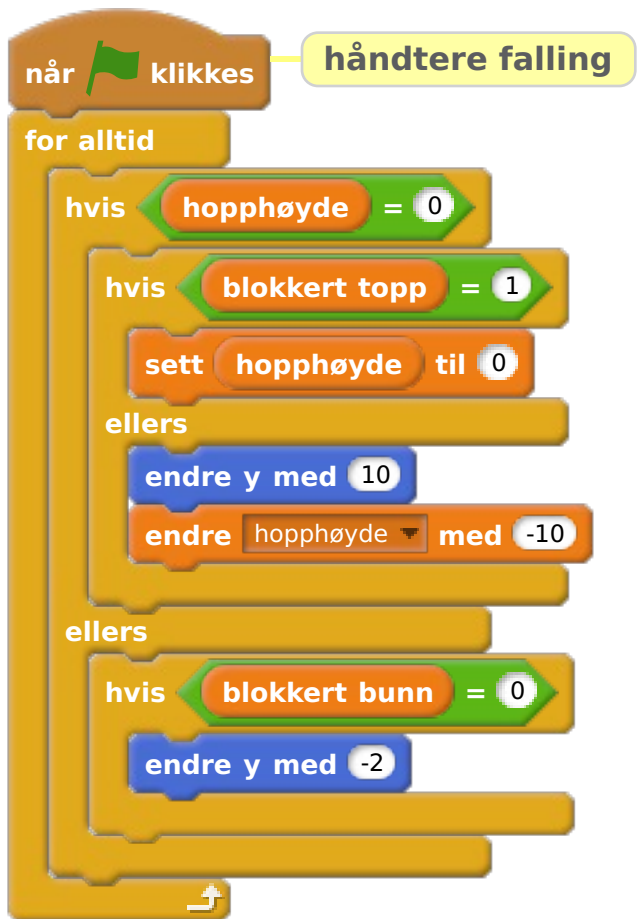 når klikkes
håndtere falling
for alltid
hvis hopphøyde = 0
hvis blokkert topp = 1
sett hopphøyde til 0
ellers
endre y med 10
endre hopphøyde med -10
ellers
hvis blokkert bunn = 0
endre y med -2